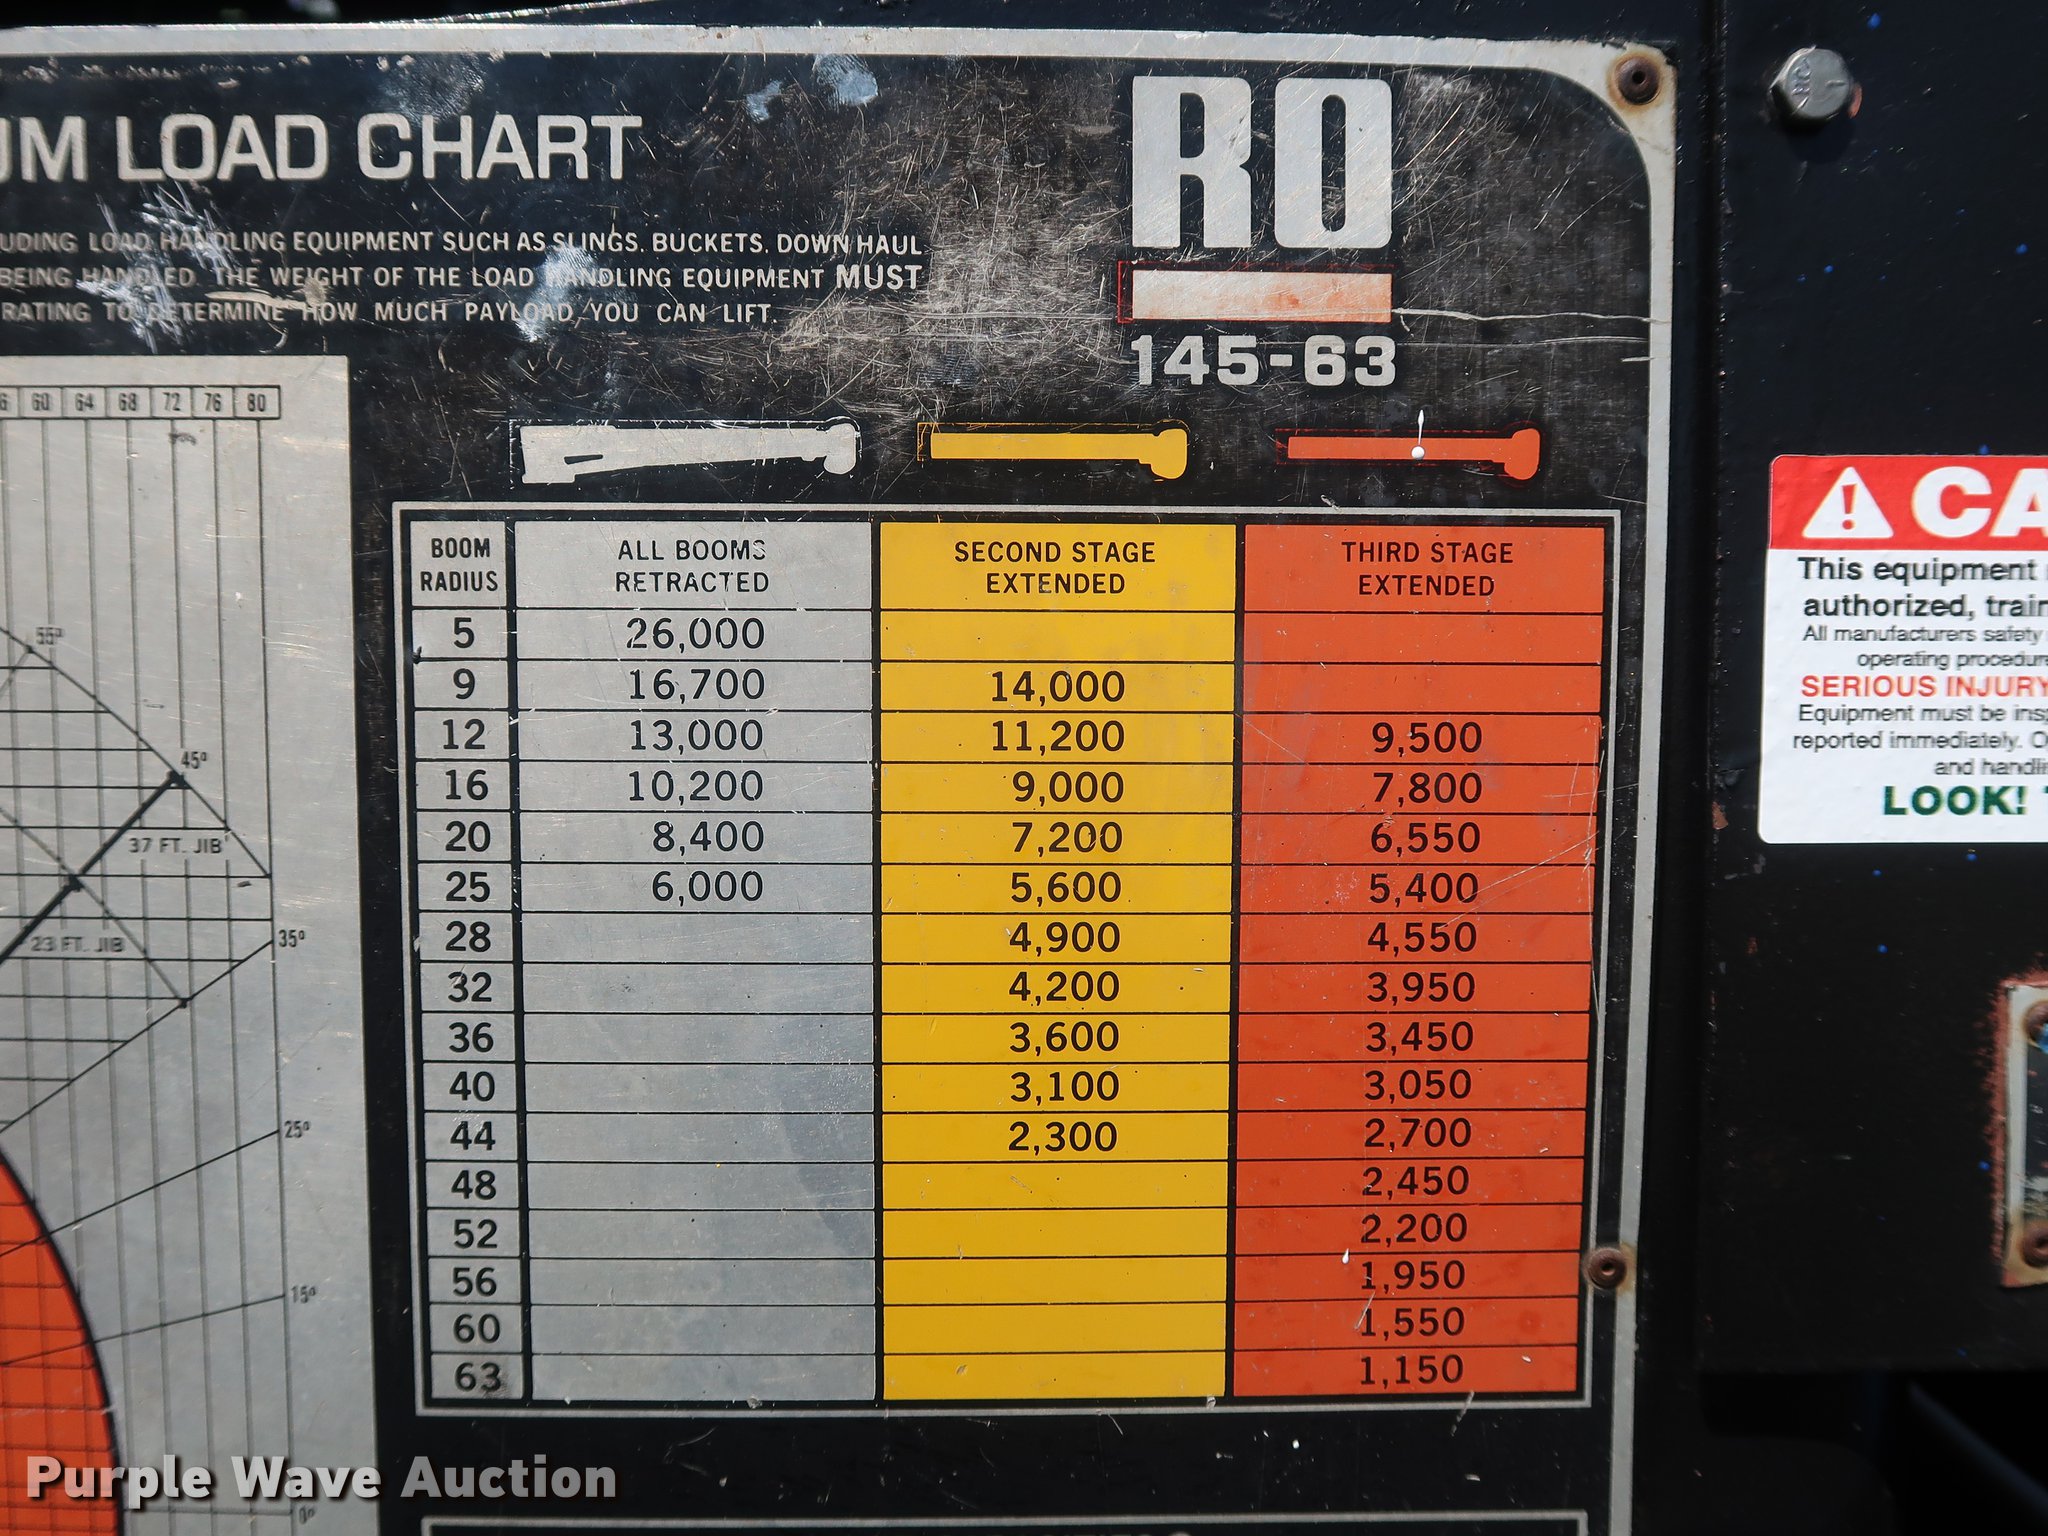 LOAD CHART
LOAD HANDLING EQUIPMENT SUCH AS SLINGS. BUCKETS. DOWN HAUL
BEING HANDLED. THE WEIGHT OF THE LOAD HANDLING EQUIPMENT MUST
RATING TO DETERMINE HOW MUCH PAYLOAD YOU CAN LIFT.
RO
145-63
60 64 68 72 76 80
55°
45°
37 FT. JIB
23 FT. JIB
35°
25°
15°
0°
BOOM RADIUS ALL BOOMS RETRACTED SECOND STAGE EXTENDED THIRD STAGE EXTENDED
5 26,000
9 16,700 14,000
12 13,000 11,200 9,500
16 10,200 9,000 7,800
20 8,400 7,200 6,550
25 6,000 5,600 5,400
28 4,900 4,550
32 4,200 3,950
36 3,600 3,450
40 3,100 3,050
44 2,300 2,700
48 2,450
52 2,200
56 1,950
60 1,550
63 1,150
CA
This equipment
authorized, train
All manufacturers safety
operating procedure
SERIOUS INJURY
Equipment must be insp
reported immediately.
and handli
LOOK!
Purple Wave Auction